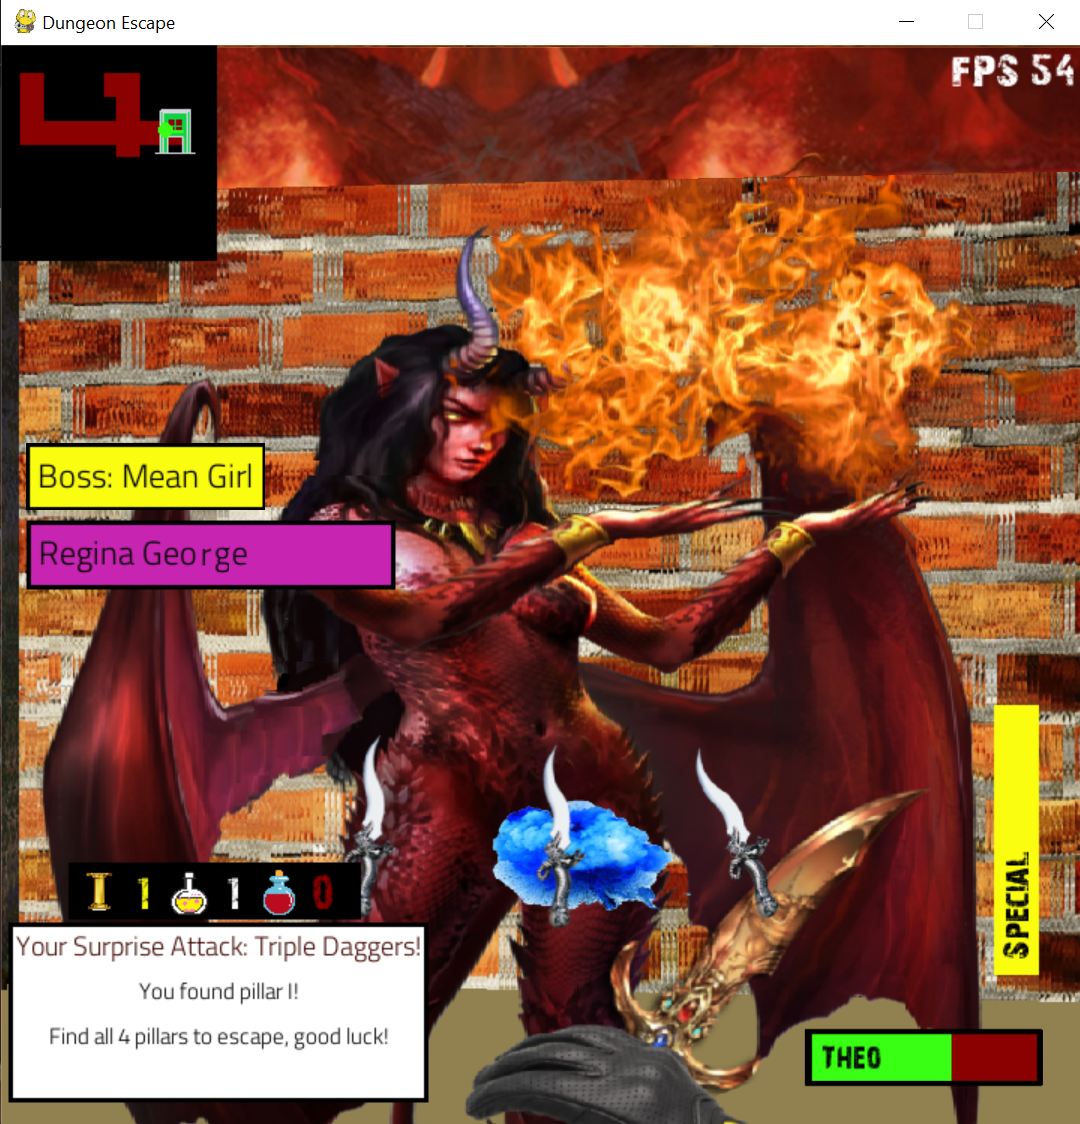 Dungeon Escape
FPS 54
Boss: Mean Girl
Regina George
SPECIAL
1 1 0
Your Surprise Attack: Triple Daggers!
You found pillar I!
Find all 4 pillars to escape, good luck!
THEO